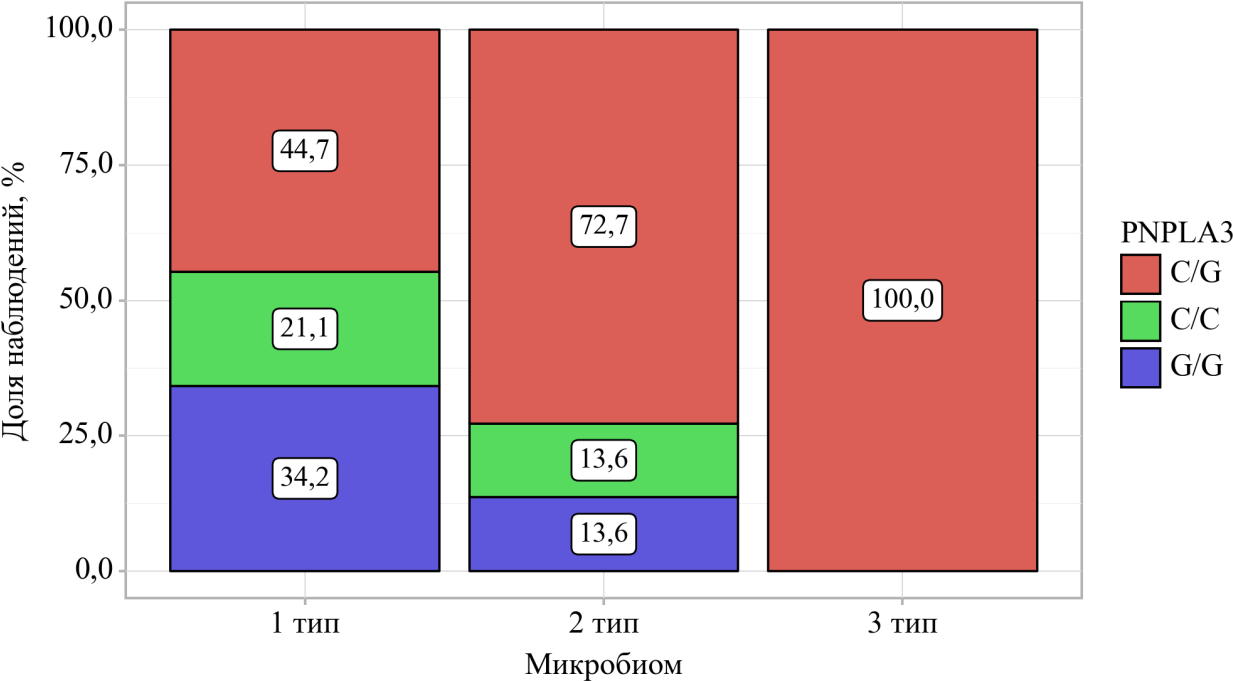 100,0
75,0
50,0
25,0
0,0
Доля наблюдений, %
44,7
21,1
34,2
72,7
13,6
13,6
100,0
1 тип
2 тип
3 тип
Микробиом
PNPLA3
C/G
C/C
G/G